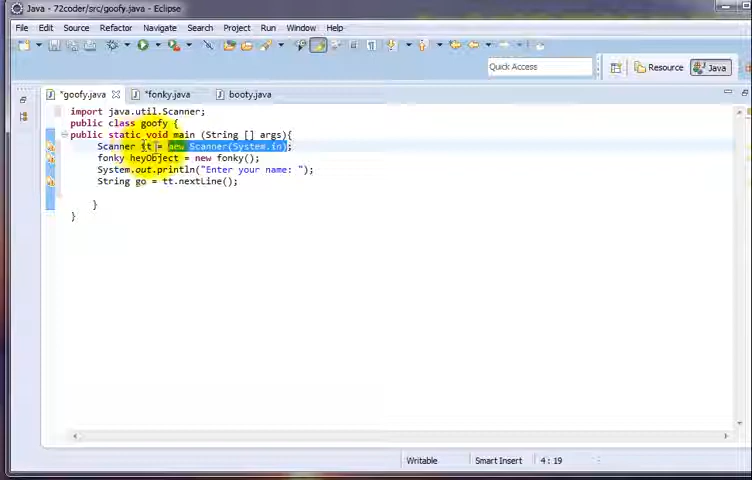 Java - 72coder/src/goofy.java - Eclipse
File Edit Source Refactor Navigate Search Project Run Window Help
Quick Access Resource Java
*goofy.java *fonky.java booty.java
import java.util.Scanner;
public class goofy {
public static void main (String [] args){
Scanner tt = new Scanner(System.in);
fonky heyObject = new fonky();
System.out.println("Enter your name: ");
String go = tt.nextLine();
}
}
Writable Smart Insert 4 : 19